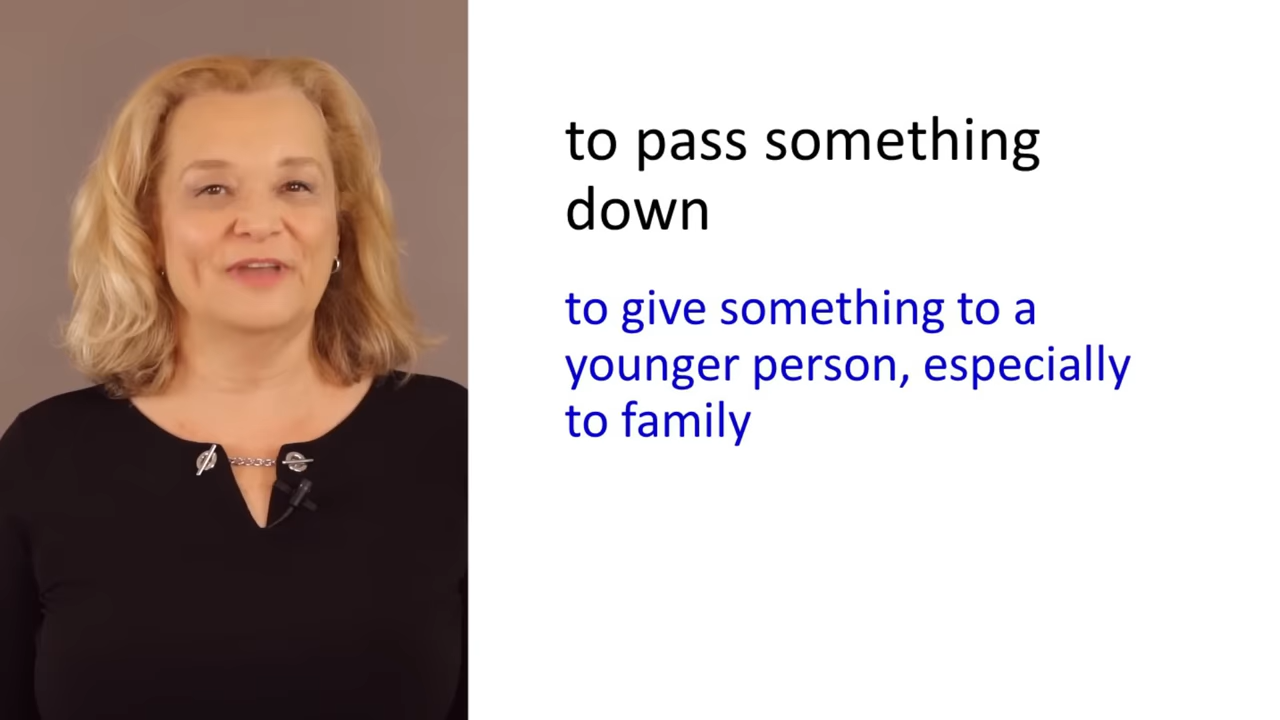 to pass something
down
to give something to a
younger person, especially
to family